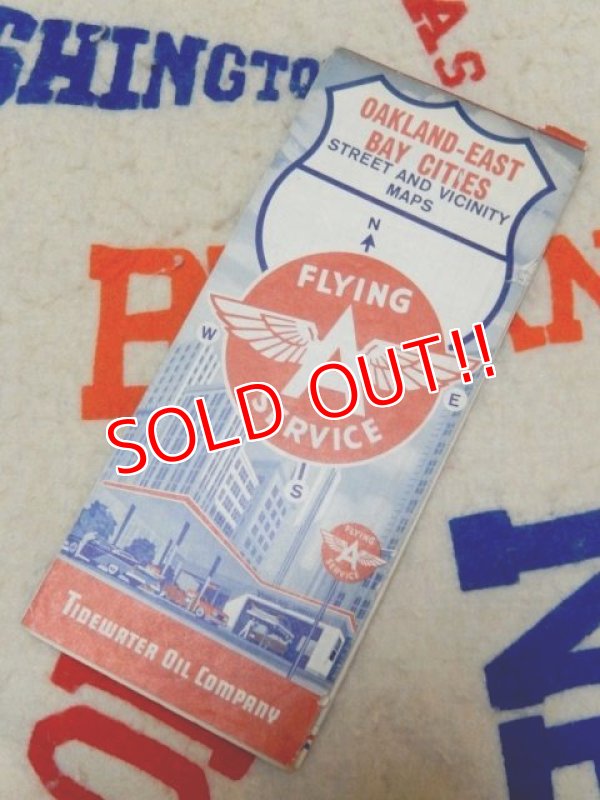 SHINGTO
AS
OAKLAND-EAST
BAY CITIES
STREET AND VICINITY
MAPS
N
FLYING
A
SERVICE
W
E
S
SOLD OUT!!
FLYING
A
SERVICE
TIDEWATER OIL COMPANY